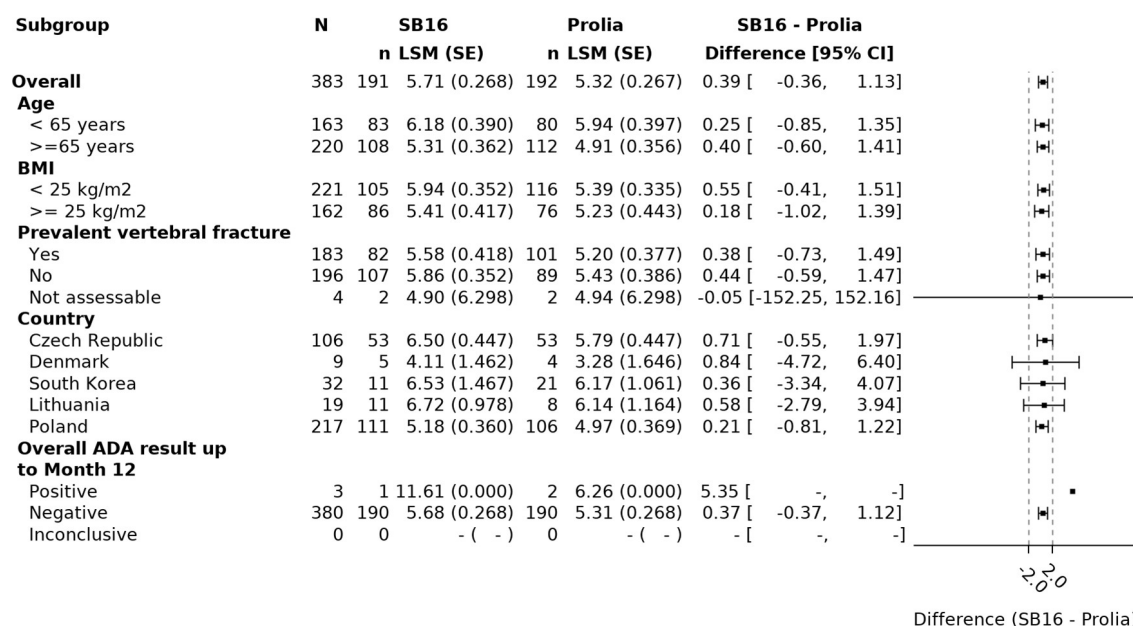 Subgroup N SB16 Prolia SB16 - Prolia
n LSM (SE) n LSM (SE) Difference [95% CI]
Overall 383 191 5.71 (0.268) 192 5.32 (0.267) 0.39 [ -0.36, 1.13]
Age
< 65 years 163 83 6.18 (0.390) 80 5.94 (0.397) 0.25 [ -0.85, 1.35]
>=65 years 220 108 5.31 (0.362) 112 4.91 (0.356) 0.40 [ -0.60, 1.41]
BMI
< 25 kg/m2 221 105 5.94 (0.352) 116 5.39 (0.335) 0.55 [ -0.41, 1.51]
>= 25 kg/m2 162 86 5.41 (0.417) 76 5.23 (0.443) 0.18 [ -1.02, 1.39]
Prevalent vertebral fracture
Yes 183 82 5.58 (0.418) 101 5.20 (0.377) 0.38 [ -0.73, 1.49]
No 196 107 5.86 (0.352) 89 5.43 (0.386) 0.44 [ -0.59, 1.47]
Not assessable 4 2 4.90 (6.298) 2 4.94 (6.298) -0.05 [-152.25, 152.16]
Country
Czech Republic 106 53 6.50 (0.447) 53 5.79 (0.447) 0.71 [ -0.55, 1.97]
Denmark 9 5 4.11 (1.462) 4 3.28 (1.646) 0.84 [ -4.72, 6.40]
South Korea 32 11 6.53 (1.467) 21 6.17 (1.061) 0.36 [ -3.34, 4.07]
Lithuania 19 11 6.72 (0.978) 8 6.14 (1.164) 0.58 [ -2.79, 3.94]
Poland 217 111 5.18 (0.360) 106 4.97 (0.369) 0.21 [ -0.81, 1.22]
Overall ADA result up
to Month 12
Positive 3 1 11.61 (0.000) 2 6.26 (0.000) 5.35 [ -, -]
Negative 380 190 5.68 (0.268) 190 5.31 (0.268) 0.37 [ -0.37, 1.12]
Inconclusive 0 0 - ( - ) 0 - ( - ) - [ -, -]
-2.0 2.0
Difference (SB16 - Prolia